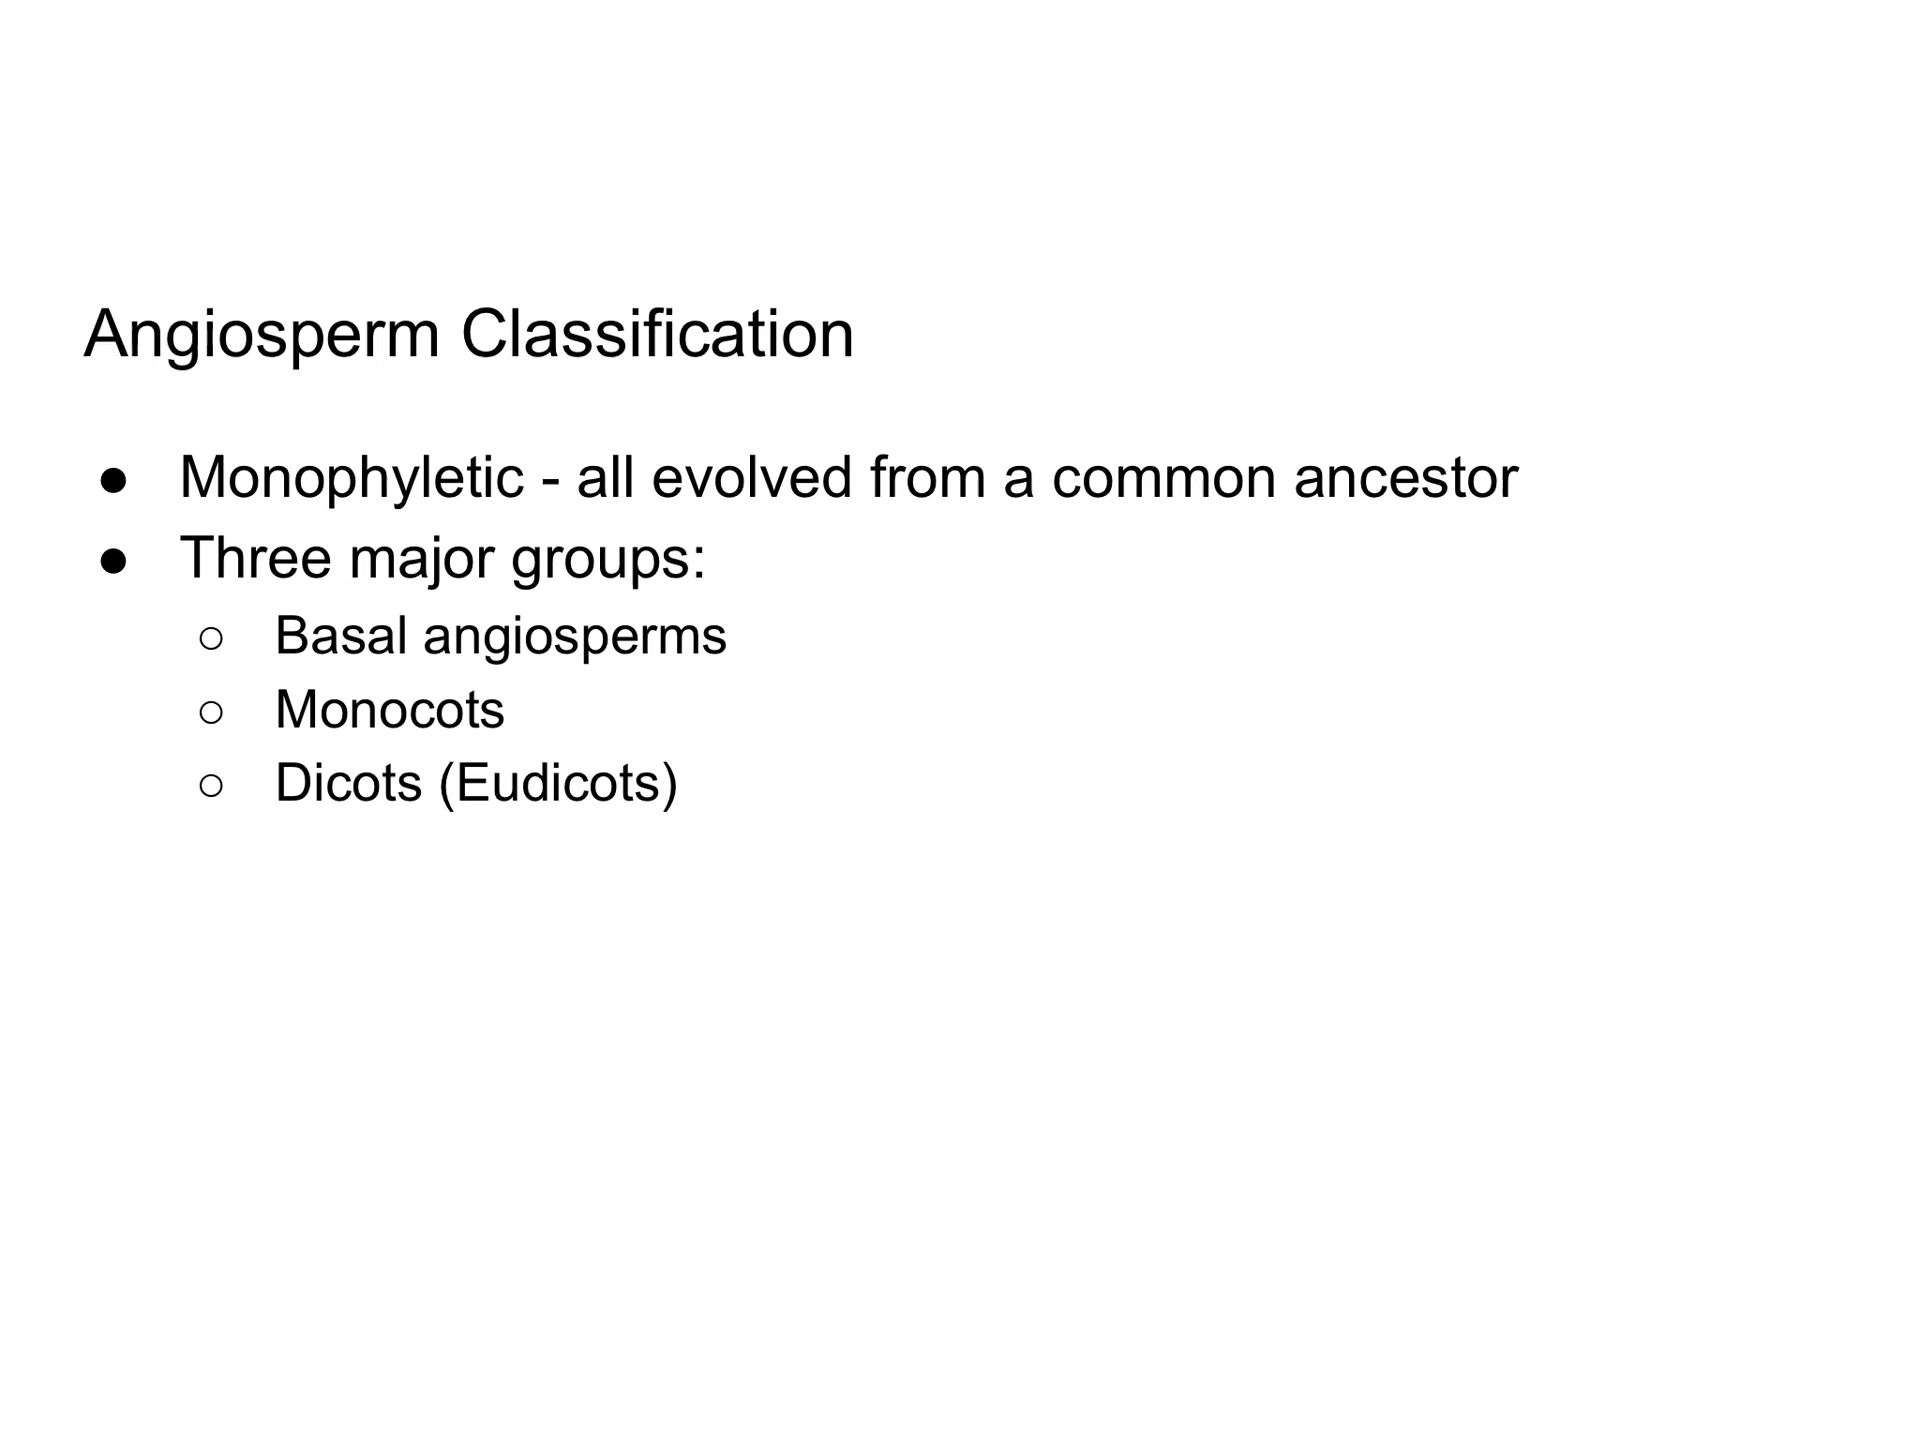 Angiosperm Classification
● Monophyletic - all evolved from a common ancestor
● Three major groups:
○ Basal angiosperms
○ Monocots
○ Dicots (Eudicots)